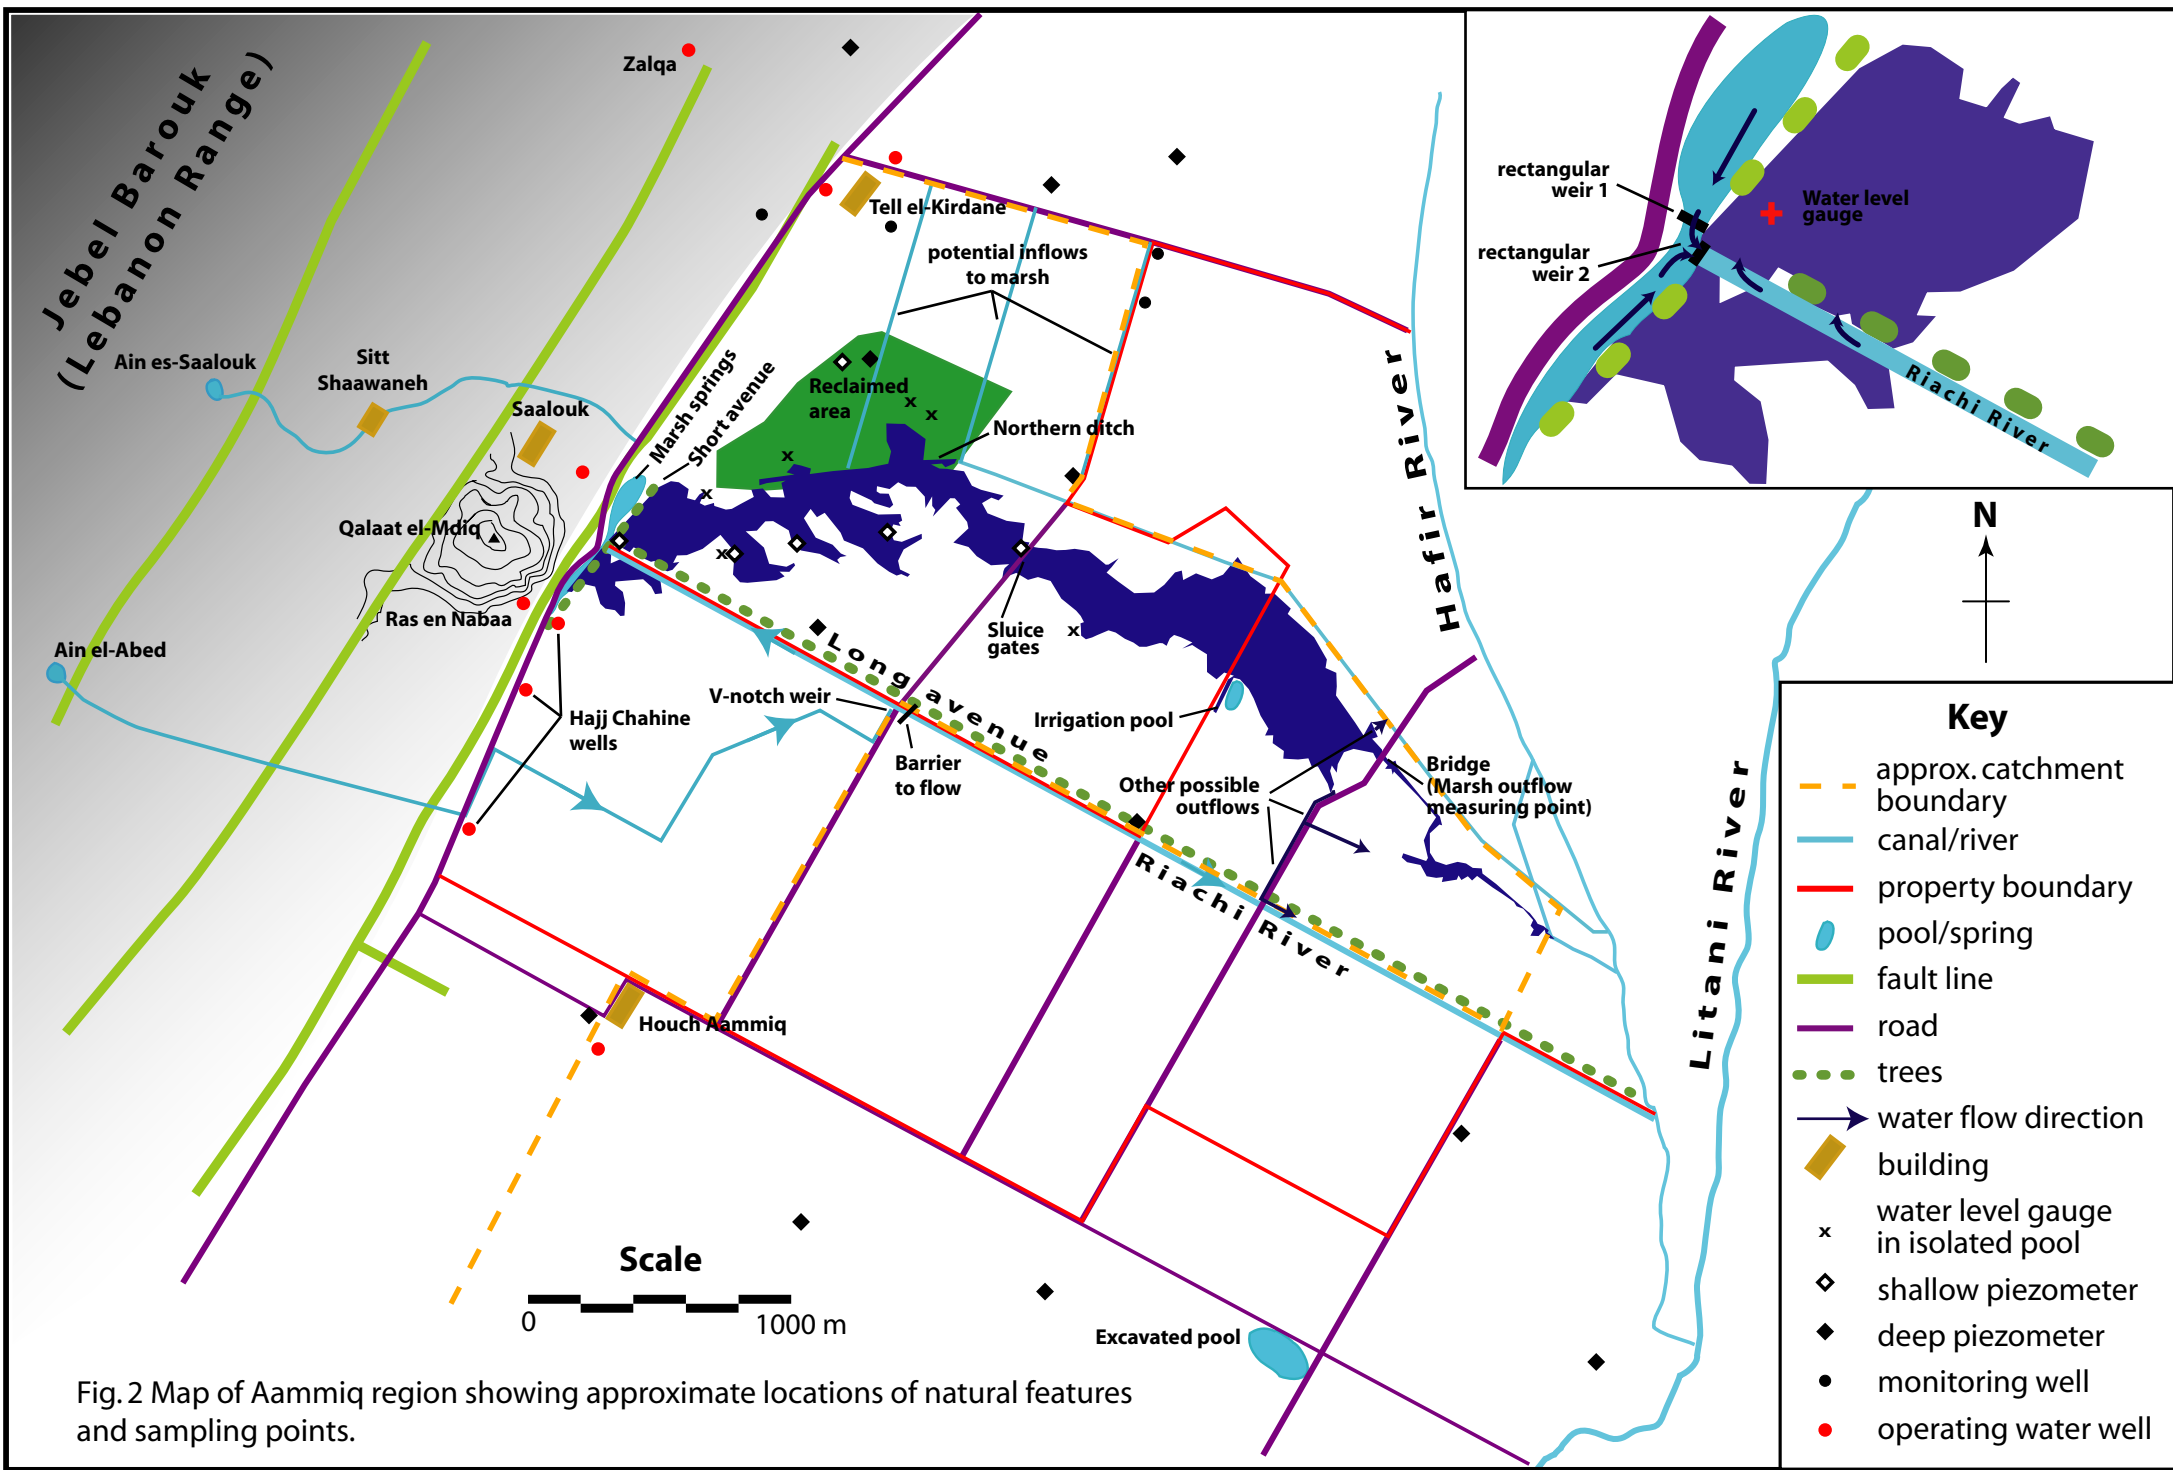 Jebel Barouk
(Lebanon Range)
Zalqa
Tell el-Kirdane
potential inflows
to marsh
Ain es-Saalouk
Sitt
Shaawaneh
Saalouk
Marsh springs
Short avenue
Reclaimed
area
Northern ditch
Qalaat el-Mdiq
Ras en Nabaa
Ain el-Abed
Hajj Chahine
wells
V-notch weir
Long avenue
Barrier
to flow
Sluice
gates
Irrigation pool
Other possible
outflows
Bridge
(Marsh outflow
measuring point)
Riachi River
Hafir River
Litani River
Houch Aammiq
Excavated pool
Scale
0
1000 m
Fig. 2 Map of Aammiq region showing approximate locations of natural features
and sampling points.
rectangular
weir 1
rectangular
weir 2
Water level
gauge
Riachi River
N
Key
approx. catchment
boundary
canal/river
property boundary
pool/spring
fault line
road
trees
water flow direction
building
x
water level gauge
in isolated pool
shallow piezometer
deep piezometer
monitoring well
operating water well